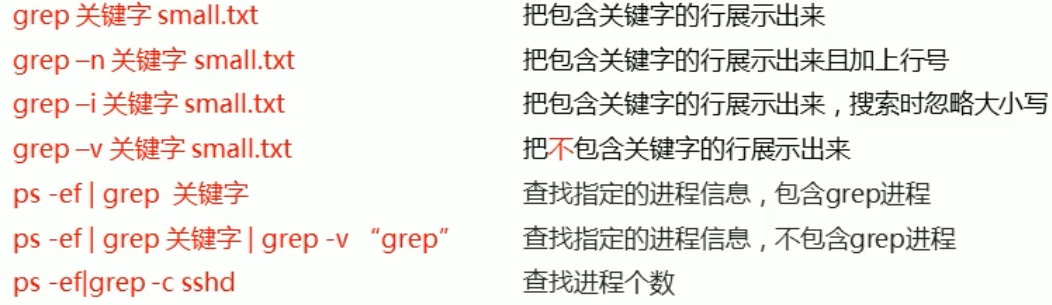 grep 关键字 small.txt 把包含关键字的行展示出来
grep –n 关键字 small.txt 把包含关键字的行展示出来且加上行号
grep –i 关键字 small.txt 把包含关键字的行展示出来，搜索时忽略大小写
grep –v 关键字 small.txt 把不包含关键字的行展示出来
ps -ef | grep 关键字 查找指定的进程信息，包含grep进程
ps -ef | grep 关键字 | grep -v “grep” 查找指定的进程信息，不包含grep进程
ps -ef|grep -c sshd 查找进程个数